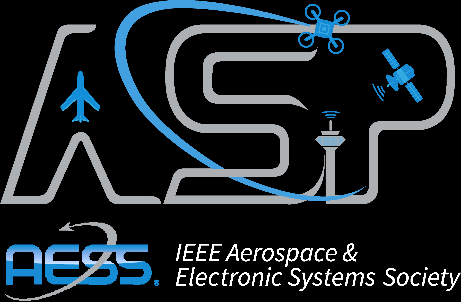 ASP
AESS®
IEEE Aerospace &
Electronic Systems Society